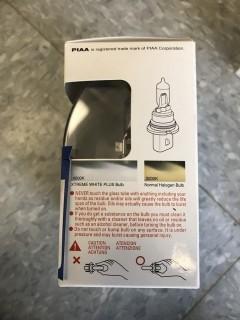 PIAA is registered trade mark of PIAA Corporation.
XTREME WHITE PLUS Bulb
Normal Halogen Bulb
● NEVER touch the glass tube with anything including your
hands as residue and/or oils will greatly reduce the life
span of the bulb. Oils may actually cause the bulb to burst
when turned on.
● If you do get a substance on the bulb you must clean it
thoroughly with a cleaner that leaves no oil or residue
such as an alcohol cleaner, before turning the bulb on.
● Do not touch or bump bulb on anything. It is under
pressure and may burst causing personal injury.
CAUTION
ATTENTION
ACHTUNG
ATENCION
ATTENZIONE